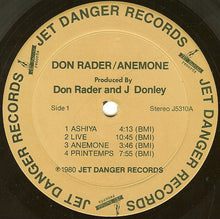 JET DANGER RECORDS
JET DANGER RECORDS
JET DANGER RECORDS
DON RADER/ANEMONE
Produced By
Don Rader and J Donley
Side 1
Stereo J5310A
1 ASHIYA 4:13 (BMI)
2 LIVE 10:45 (BMI)
3 ANEMONE 3:46 (BMI)
4 PRINTEMPS 7:55 (BMI)
©1980 JET DANGER RECORDS